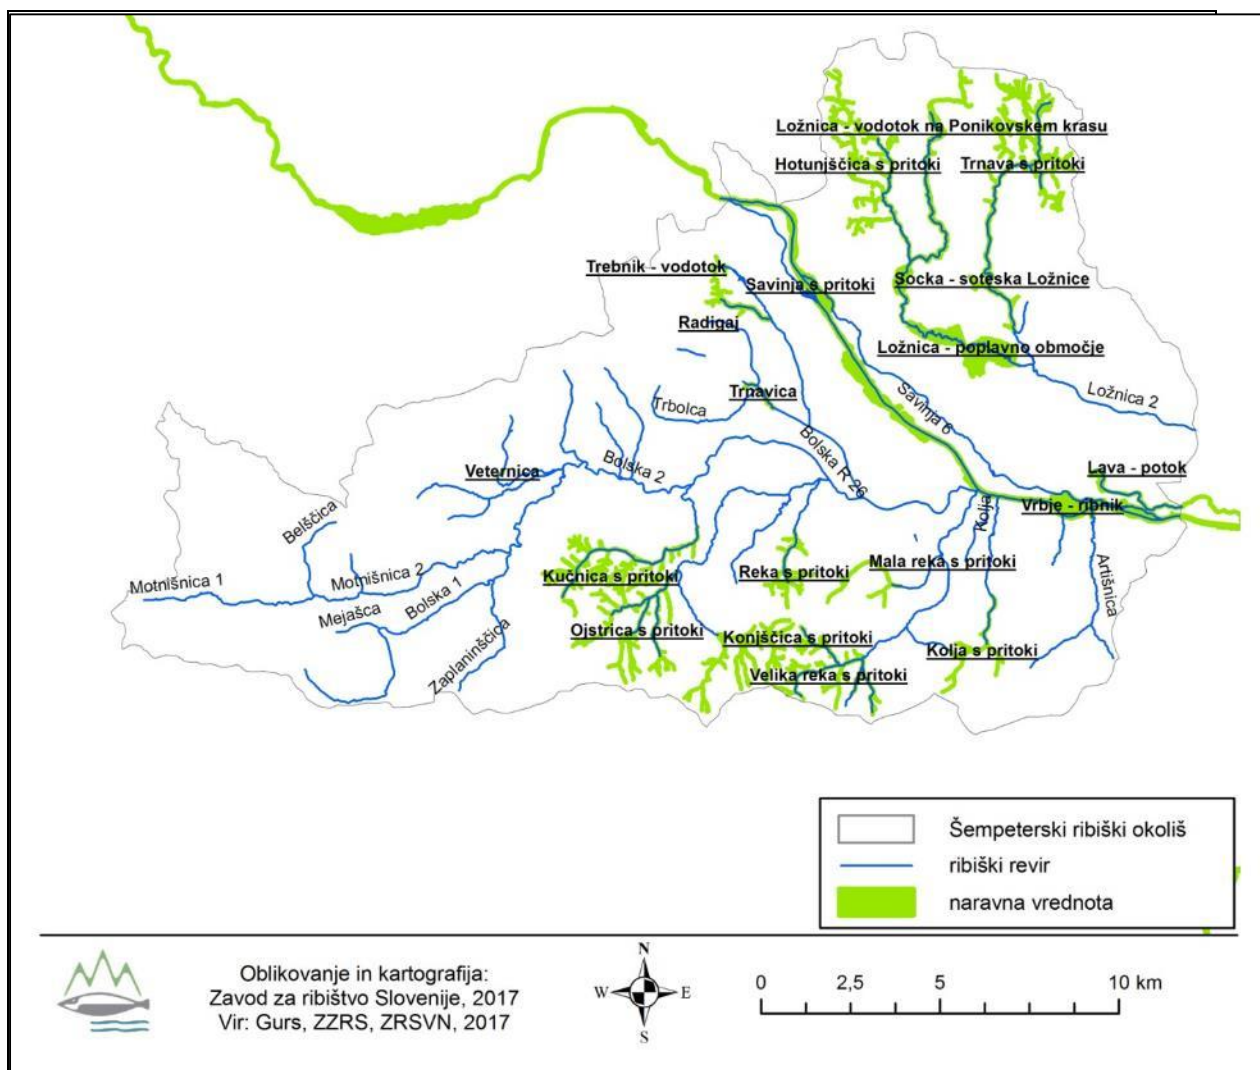 Ložnica - vodotok na Ponikovskem krasu
Hotunjščica s pritoki
Trnava s pritoki
Trebnik - vodotok
Savinja s pritoki
Socka - soteska Ložnice
Radigaj
Ložnica - poplavno območje
Trnavica
Trbolca
Savinja 6
Ložnica 2
Bolska R 26
Bolska 2
Veternica
Lava - potok
Vrbje - ribnik
Kolja
Belščica
Motnišnica 1
Motnišnica 2
Mejašca
Bolska 1
Zaplaninščica
Kučnica s pritoki
Reka s pritoki
Mala reka s pritoki
Artišnica
Ojstrica s pritoki
Konjščica s pritoki
Kolja s pritoki
Velika reka s pritoki
Šempeterski ribiški okoliš
ribiški revir
naravna vrednota
Oblikovanje in kartografija:
Zavod za ribištvo Slovenije, 2017
Vir: Gurs, ZZRS, ZRSVN, 2017
N
W E
S
0 2,5 5 10 km